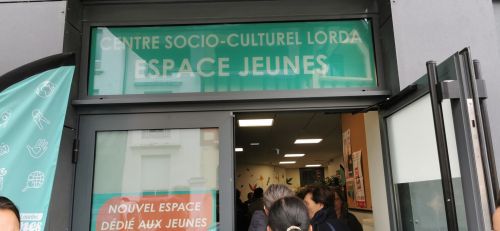 CENTRE SOCIO-CULTUREL LORDA
ESPACE JEUNES
NOUVEL ESPACE
DÉDIÉ AUX JEUNES